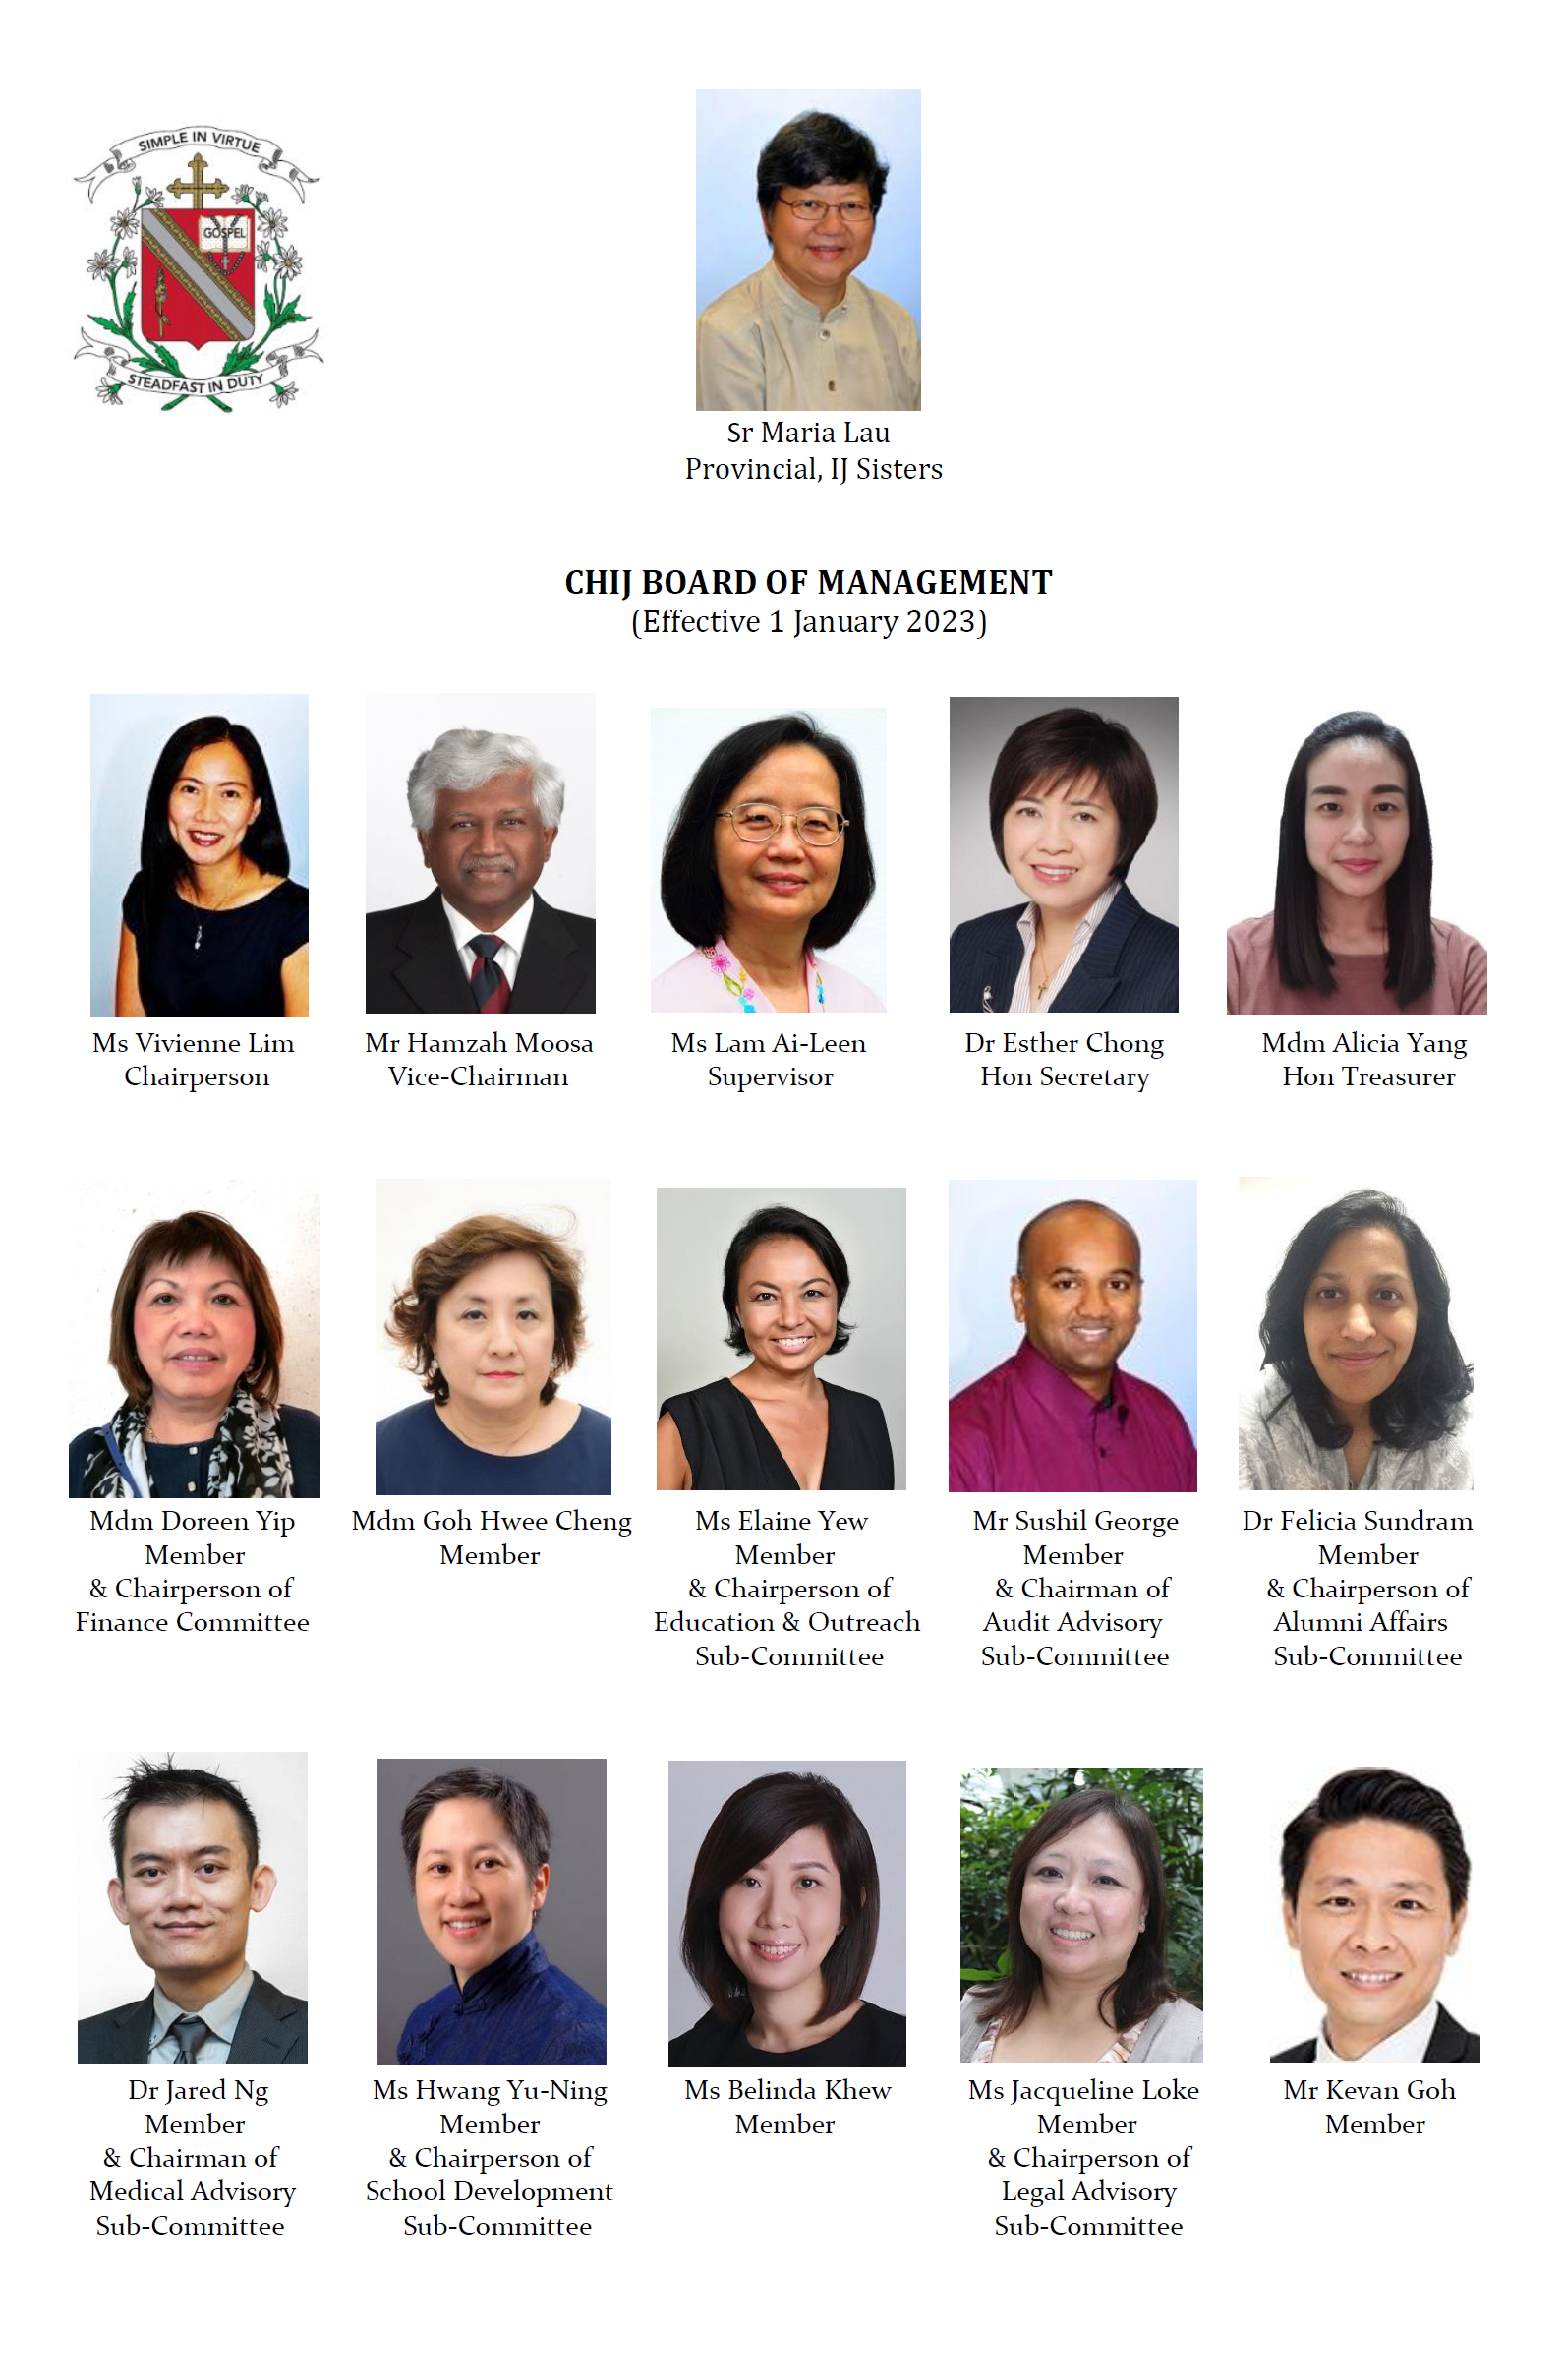 SIMPLE IN VIRTUE
GOSPEL
STEADFAST IN DUTY
Sr Maria Lau
Provincial, IJ Sisters
CHIJ BOARD OF MANAGEMENT
(Effective 1 January 2023)
Ms Vivienne Lim
Chairperson
Mr Hamzah Moosa
Vice-Chairman
Ms Lam Ai-Leen
Supervisor
Dr Esther Chong
Hon Secretary
Mdm Alicia Yang
Hon Treasurer
Mdm Doreen Yip
Member
& Chairperson of
Finance Committee
Mdm Goh Hwee Cheng
Member
Ms Elaine Yew
Member
& Chairperson of
Education & Outreach
Sub-Committee
Mr Sushil George
Member
& Chairman of
Audit Advisory
Sub-Committee
Dr Felicia Sundram
Member
& Chairperson of
Alumni Affairs
Sub-Committee
Dr Jared Ng
Member
& Chairman of
Medical Advisory
Sub-Committee
Ms Hwang Yu-Ning
Member
& Chairperson of
School Development
Sub-Committee
Ms Belinda Khew
Member
Ms Jacqueline Loke
Member
& Chairperson of
Legal Advisory
Sub-Committee
Mr Kevan Goh
Member